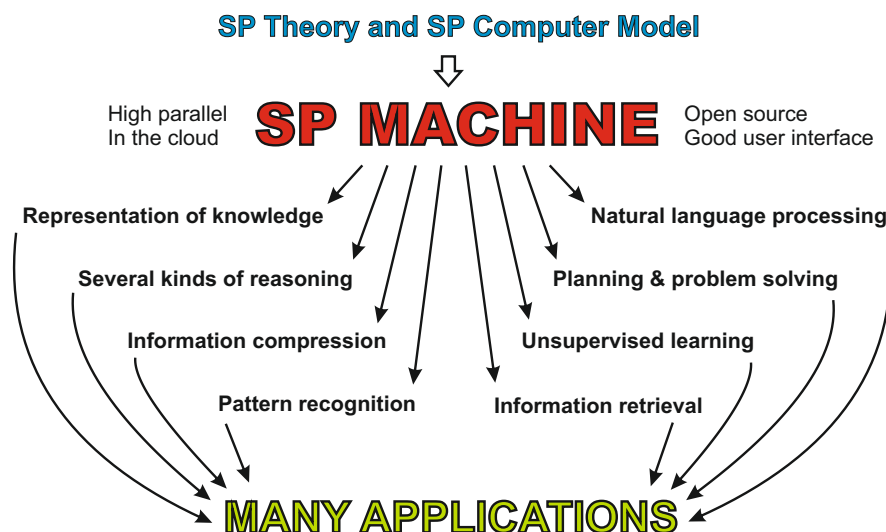 SP Theory and SP Computer Model
High parallel
In the cloud
SP MACHINE
Open source
Good user interface
Representation of knowledge
Natural language processing
Several kinds of reasoning
Planning & problem solving
Information compression
Unsupervised learning
Pattern recognition
Information retrieval
MANY APPLICATIONS